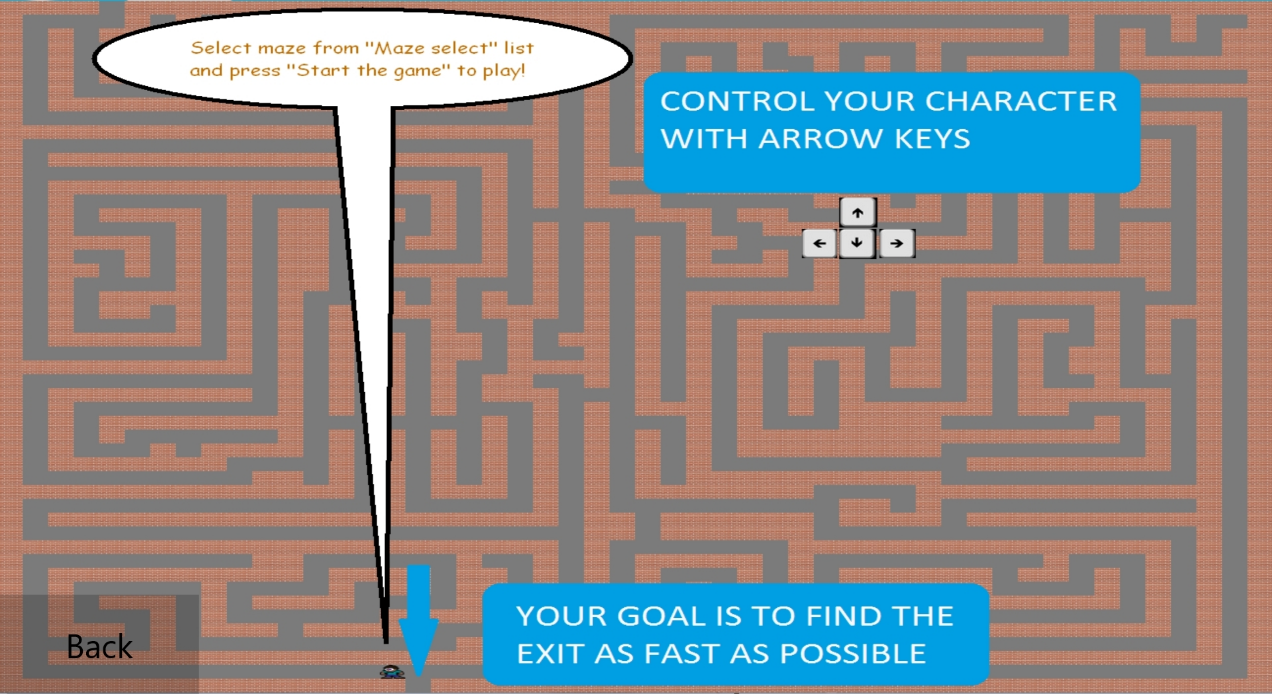 Select maze from "Maze select" list
and press "Start the game" to play!
CONTROL YOUR CHARACTER
WITH ARROW KEYS
YOUR GOAL IS TO FIND THE
EXIT AS FAST AS POSSIBLE
Back